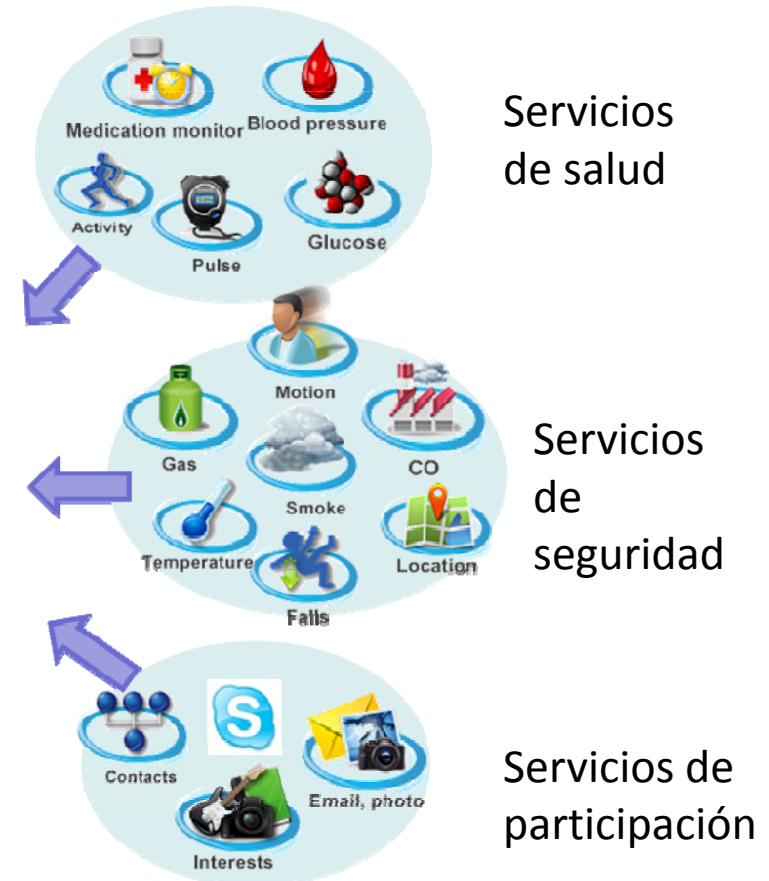 Servicios
de salud
Medication monitor
Blood pressure
Activity
Pulse
Glucose
Motion
Gas
CO
Smoke
Temperature
Location
Falls
Servicios
de
seguridad
S
Contacts
Email, photo
Interests
Servicios de
participación